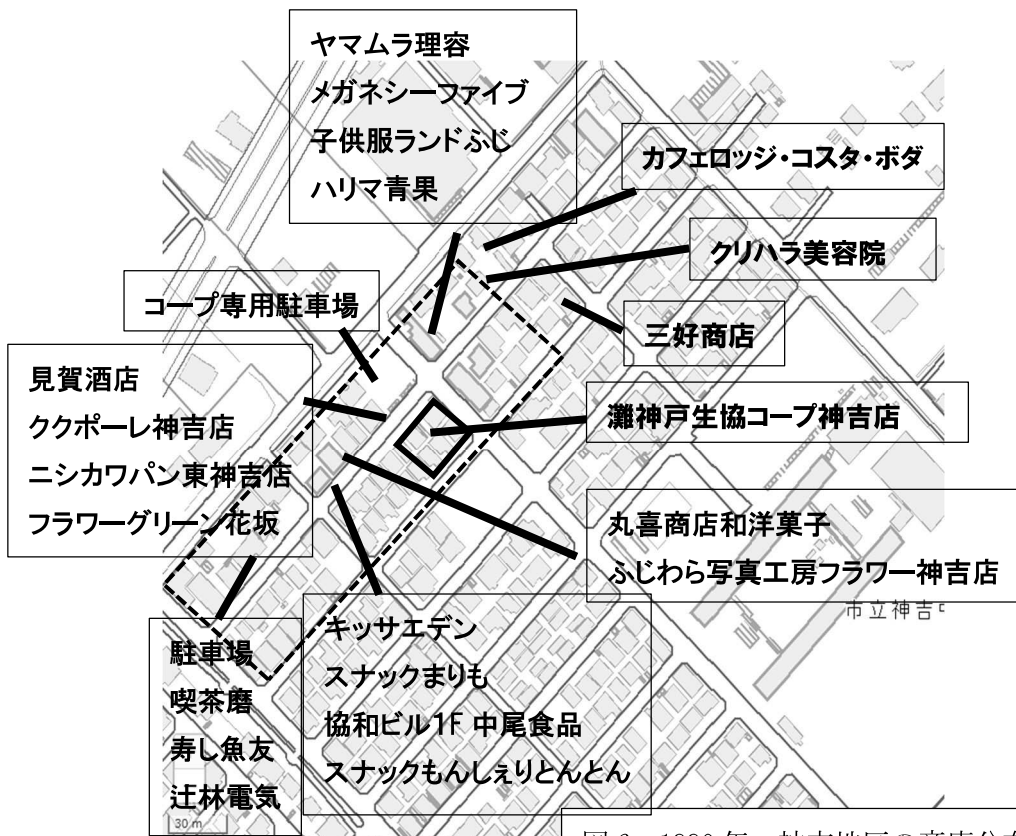 ヤマムラ理容
メガネシーファイブ
子供服ランドふじ
ハリマ青果
カフェロッジ・コスタ・ボダ
クリハラ美容院
コープ専用駐車場
三好商店
見賀酒店
ククポーレ神吉店
ニシカワパン東神吉店
フラワーグリーン花坂
灘神戸生協コープ神吉店
丸喜商店和洋菓子
ふじわら写真工房フラワー神吉店
市立神吉中
駐車場
喫茶磨
寿し魚友
辻林電気
キッサエデン
スナックまりも
協和ビル1F 中尾食品
スナックもんしぇりとんとん
30 m